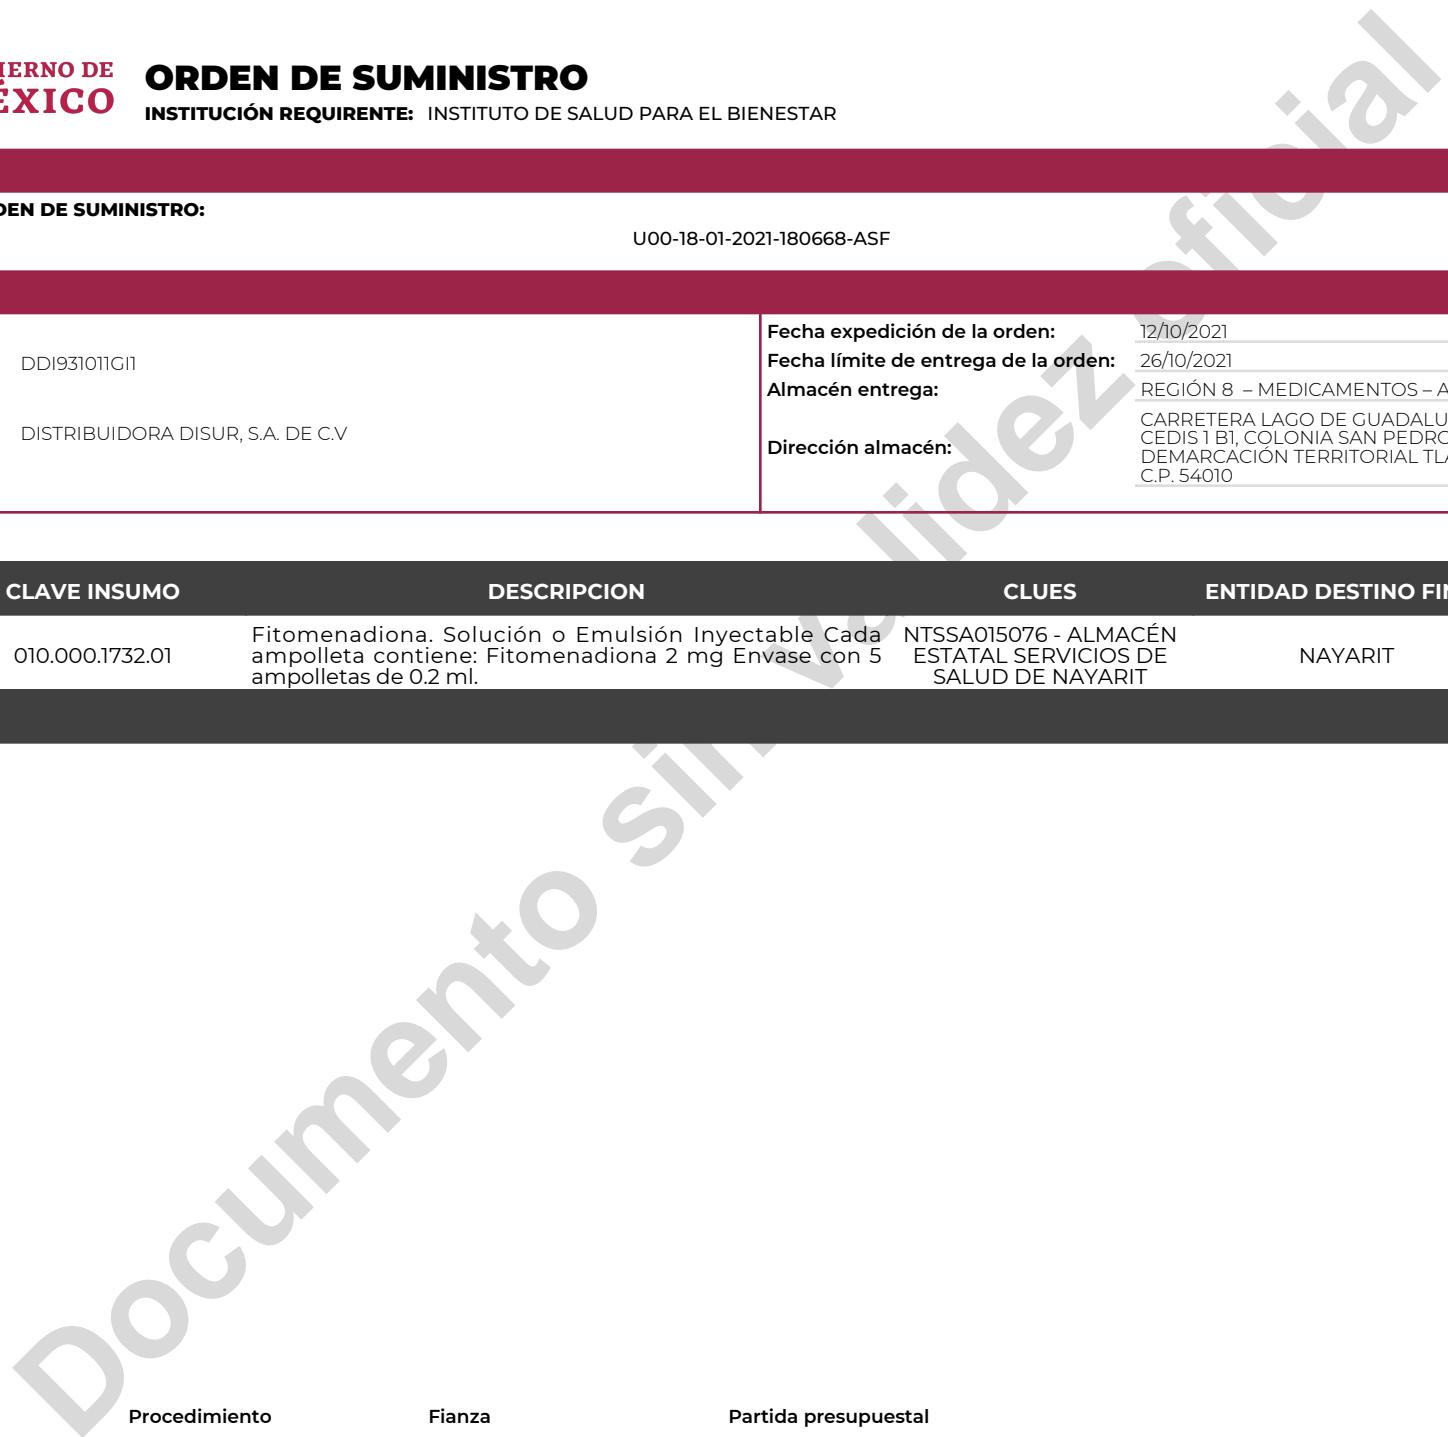 IERNO DE
ÉXICO
ORDEN DE SUMINISTRO
INSTITUCIÓN REQUIRENTE: INSTITUTO DE SALUD PARA EL BIENESTAR
DEN DE SUMINISTRO:
U00-18-01-2021-180668-ASF
DDI931011GI1
DISTRIBUIDORA DISUR, S.A. DE C.V
Fecha expedición de la orden: 12/10/2021
Fecha límite de entrega de la orden: 26/10/2021
Almacén entrega: REGIÓN 8 – MEDICAMENTOS – A
Dirección almacén:
CARRETERA LAGO DE GUADALU
CEDIS 1 B1, COLONIA SAN PEDRO
DEMARCACIÓN TERRITORIAL TLA
C.P. 54010
CLAVE INSUMO DESCRIPCION CLUES ENTIDAD DESTINO FIN
010.000.1732.01
Fitomenadiona. Solución o Emulsión Inyectable Cada
ampolleta contiene: Fitomenadiona 2 mg Envase con 5
ampolletas de 0.2 ml.
NTSSA015076 - ALMACÉN
ESTATAL SERVICIOS DE
SALUD DE NAYARIT
NAYARIT
Documento sin validez oficial
Procedimiento Fianza Partida presupuestal